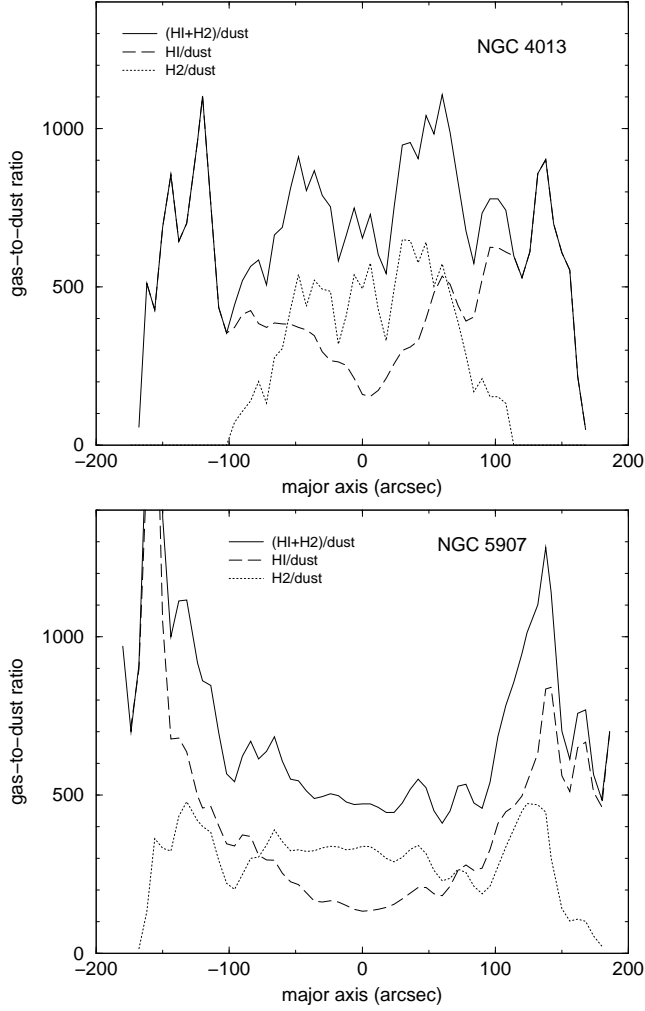 (HI+H2)/dust
HI/dust
H2/dust
NGC 4013
1000
500
0
gas-to-dust ratio
−200 −100 0 100 200
major axis (arcsec)
(HI+H2)/dust
HI/dust
H2/dust
NGC 5907
1000
500
0
gas-to-dust ratio
−200 −100 0 100 200
major axis (arcsec)